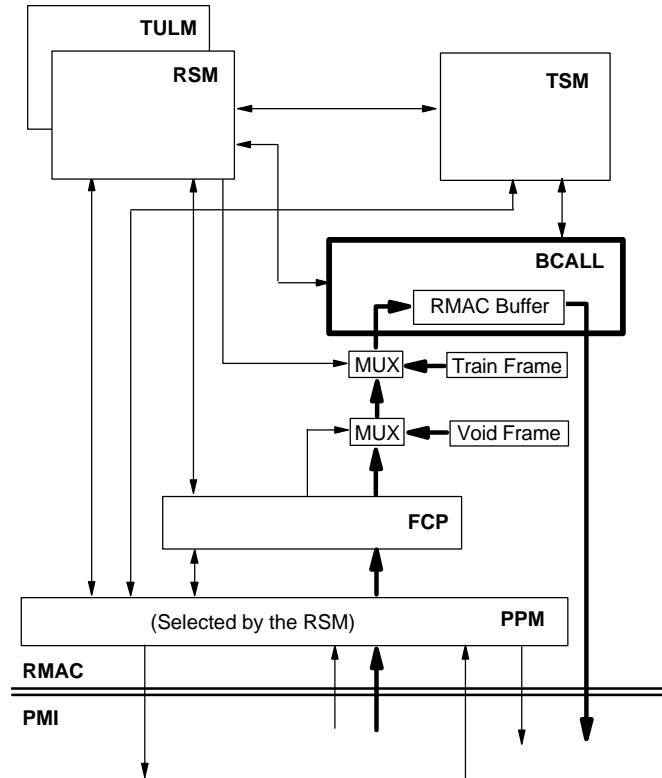 TULM
RSM
TSM
BCALL
RMAC Buffer
MUX
Train Frame
MUX
Void Frame
FCP
(Selected by the RSM)
PPM
RMAC
PMI